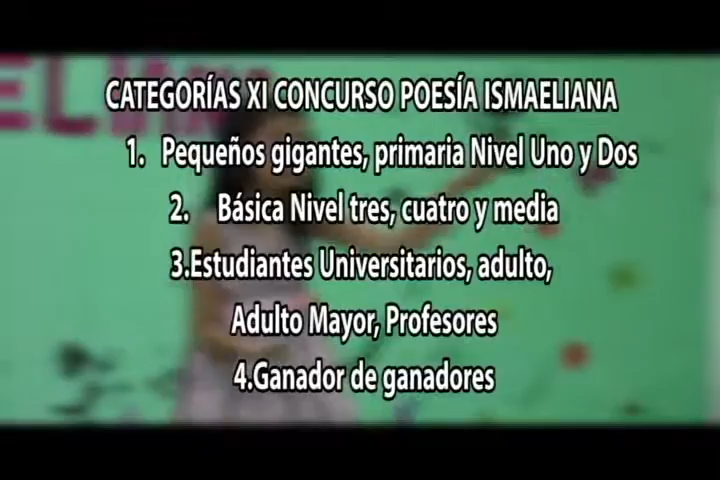 CATEGORÍAS XI CONCURSO POESÍA ISMAELIANA
1. Pequeños gigantes, primaria Nivel Uno y Dos
2. Básica Nivel tres, cuatro y media
3.Estudiantes Universitarios, adulto,
Adulto Mayor, Profesores
4.Ganador de ganadores